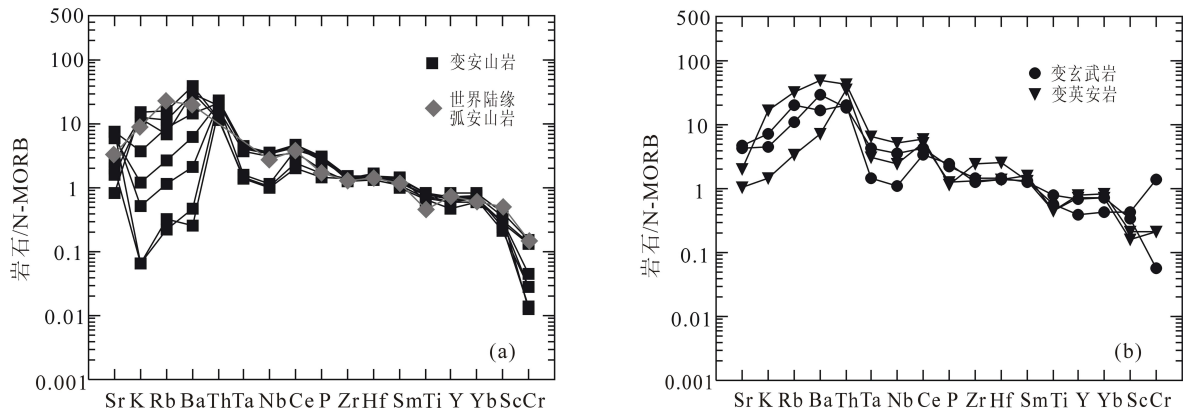 500
100
10
1
0.1
0.01
0.001
岩石/N-MORB
变安山岩
世界陆缘
弧安山岩
(a)
Sr K Rb Ba Th Ta Nb Ce P Zr Hf Sm Ti Y Yb Sc Cr
500
100
10
1
0.1
0.01
0.001
岩石/N-MORB
变玄武岩
变英安岩
(b)
Sr K Rb Ba Th Ta Nb Ce P Zr Hf Sm Ti Y Yb Sc Cr